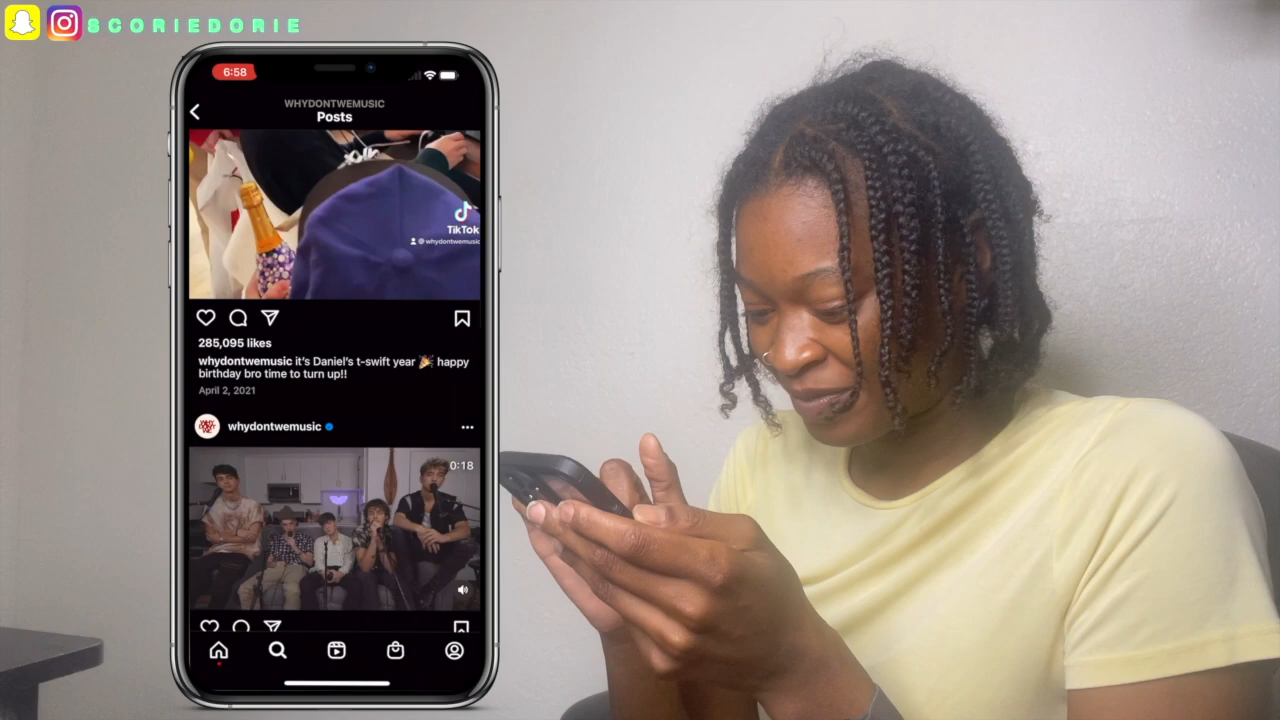 SCORIEDORIE
6:58
WHYDONTWEMUSIC
Posts
TikTok
@whydontwemusic
285,095 likes
whydontwemusic it's Daniel's t-swift year 🎉 happy
birthday bro time to turn up!!
April 2, 2021
whydontwemusic
0:18